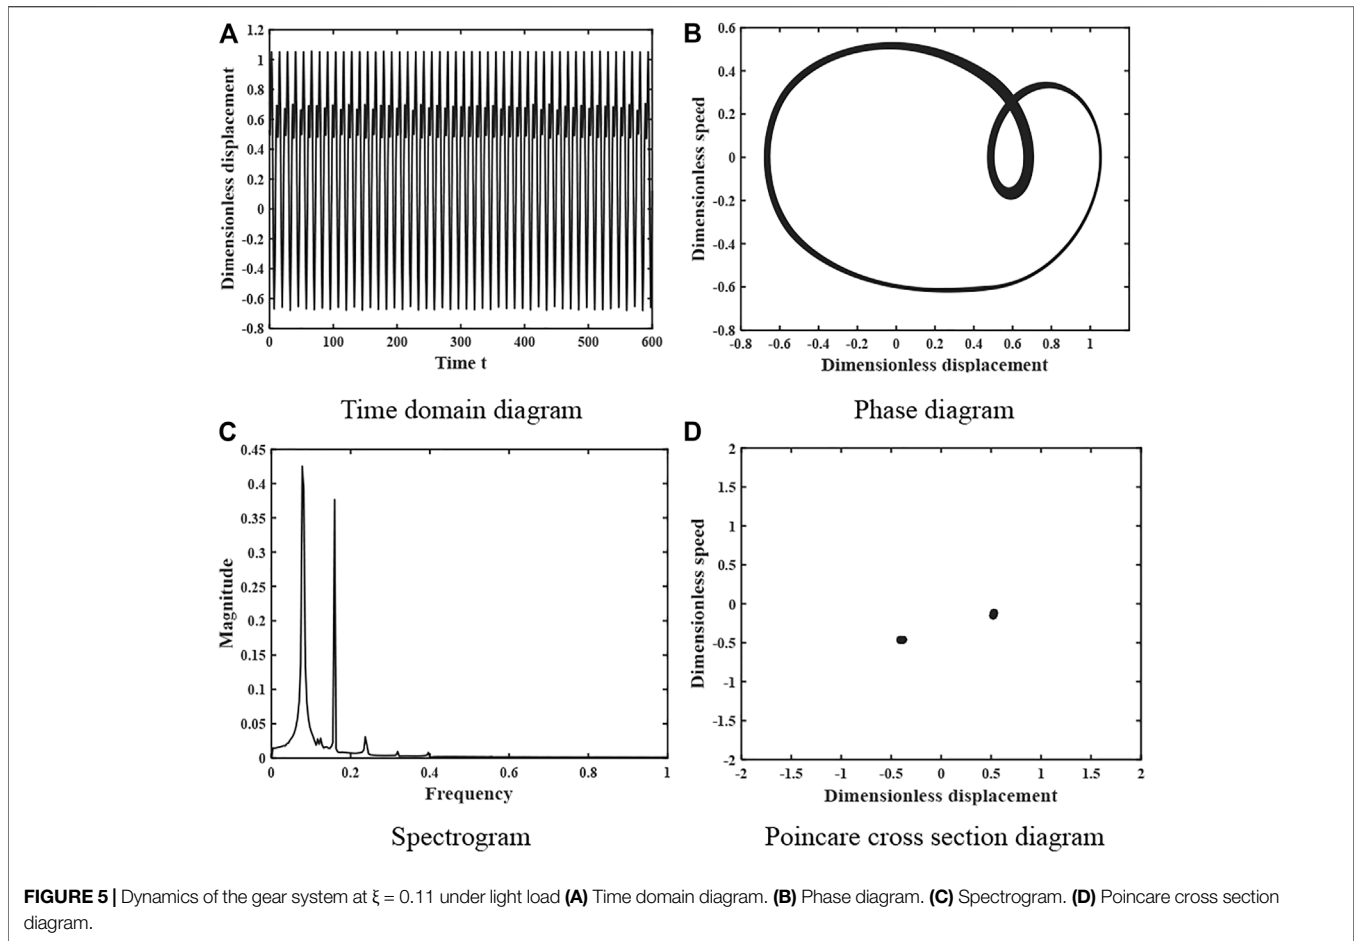 A
Dimensionless displacement
1.2
1
0.8
0.6
0.4
0.2
0
-0.2
-0.4
-0.6
-0.8
0 100 200 300 400 500 600
Time t
Time domain diagram
B
Dimensionless speed
0.6
0.4
0.2
0
-0.2
-0.4
-0.6
-0.8
-0.8 -0.6 -0.4 -0.2 0 0.2 0.4 0.6 0.8 1
Dimensionless displacement
Phase diagram
C
Magnitude
0.45
0.4
0.35
0.3
0.25
0.2
0.15
0.1
0.05
0
0 0.2 0.4 0.6 0.8 1
Frequency
Spectrogram
D
Dimensionless speed
2
1.5
1
0.5
0
-0.5
-1
-1.5
-2
-2 -1.5 -1 -0.5 0 0.5 1 1.5 2
Dimensionless displacement
Poincare cross section diagram
FIGURE 5 | Dynamics of the gear system at ξ = 0.11 under light load (A) Time domain diagram. (B) Phase diagram. (C) Spectrogram. (D) Poincare cross section
diagram.